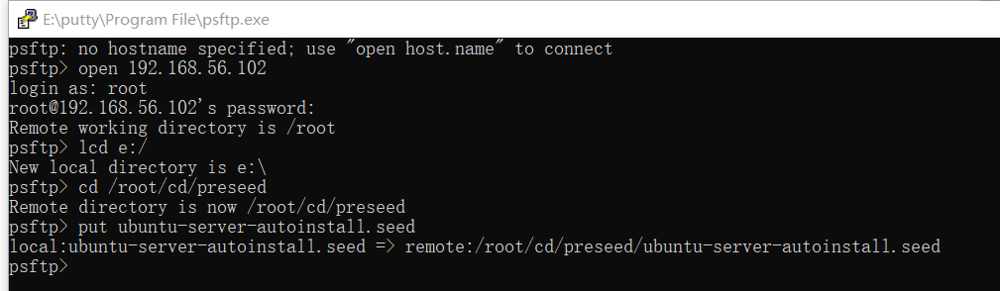 E:\putty\Program File\psftp.exe
psftp: no hostname specified; use "open host.name" to connect
psftp> open 192.168.56.102
login as: root
root@192.168.56.102's password:
Remote working directory is /root
psftp> lcd e:/
New local directory is e:\
psftp> cd /root/cd/preseed
Remote directory is now /root/cd/preseed
psftp> put ubuntu-server-autoinstall.seed
local:ubuntu-server-autoinstall.seed => remote:/root/cd/preseed/ubuntu-server-autoinstall.seed
psftp>